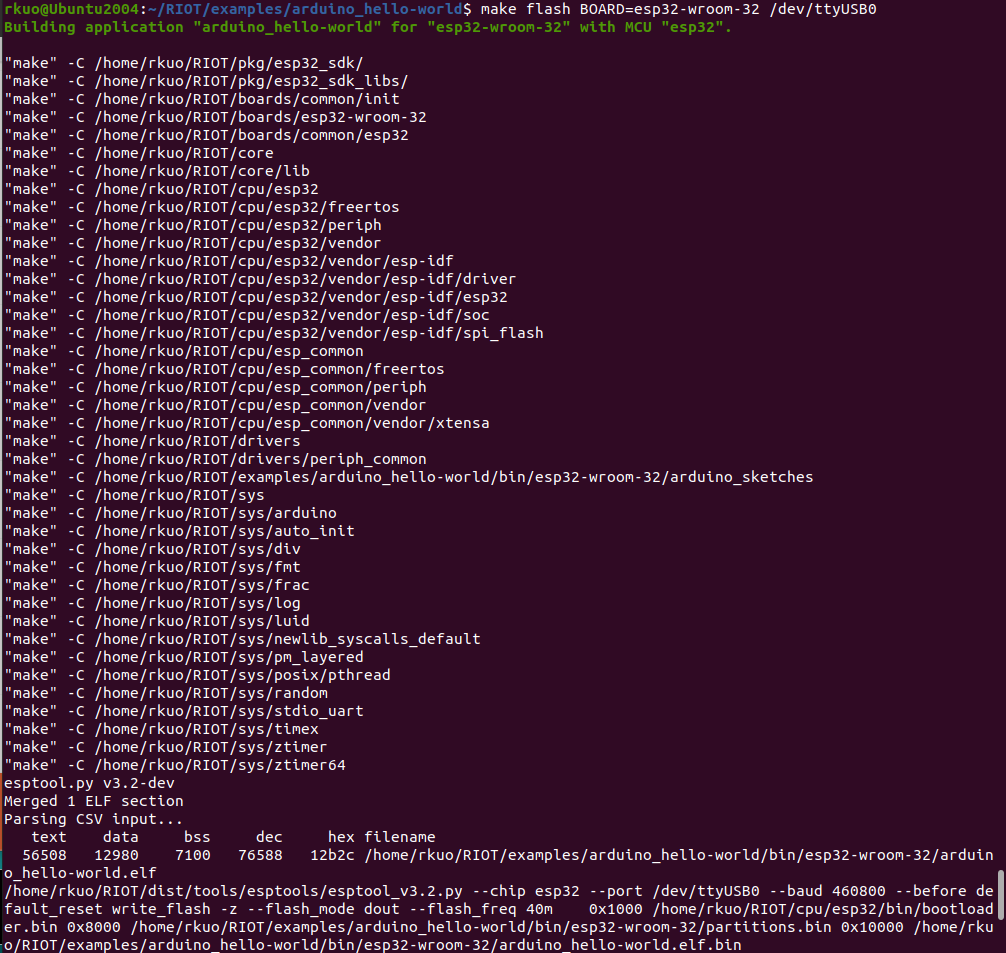 rkuo@Ubuntu2004:~/RIOT/examples/arduino_hello-world$ make flash BOARD=esp32-wroom-32 /dev/ttyUSB0
Building application "arduino_hello-world" for "esp32-wroom-32" with MCU "esp32".
"make" -C /home/rkuo/RIOT/pkg/esp32_sdk/
"make" -C /home/rkuo/RIOT/pkg/esp32_sdk_libs/
"make" -C /home/rkuo/RIOT/boards/common/init
"make" -C /home/rkuo/RIOT/boards/esp32-wroom-32
"make" -C /home/rkuo/RIOT/boards/common/esp32
"make" -C /home/rkuo/RIOT/core
"make" -C /home/rkuo/RIOT/core/lib
"make" -C /home/rkuo/RIOT/cpu/esp32
"make" -C /home/rkuo/RIOT/cpu/esp32/freertos
"make" -C /home/rkuo/RIOT/cpu/esp32/periph
"make" -C /home/rkuo/RIOT/cpu/esp32/vendor
"make" -C /home/rkuo/RIOT/cpu/esp32/vendor/esp-idf
"make" -C /home/rkuo/RIOT/cpu/esp32/vendor/esp-idf/driver
"make" -C /home/rkuo/RIOT/cpu/esp32/vendor/esp-idf/esp32
"make" -C /home/rkuo/RIOT/cpu/esp32/vendor/esp-idf/soc
"make" -C /home/rkuo/RIOT/cpu/esp32/vendor/esp-idf/spi_flash
"make" -C /home/rkuo/RIOT/cpu/esp_common
"make" -C /home/rkuo/RIOT/cpu/esp_common/freertos
"make" -C /home/rkuo/RIOT/cpu/esp_common/periph
"make" -C /home/rkuo/RIOT/cpu/esp_common/vendor
"make" -C /home/rkuo/RIOT/cpu/esp_common/vendor/xtensa
"make" -C /home/rkuo/RIOT/drivers
"make" -C /home/rkuo/RIOT/drivers/periph_common
"make" -C /home/rkuo/RIOT/examples/arduino_hello-world/bin/esp32-wroom-32/arduino_sketches
"make" -C /home/rkuo/RIOT/sys
"make" -C /home/rkuo/RIOT/sys/arduino
"make" -C /home/rkuo/RIOT/sys/auto_init
"make" -C /home/rkuo/RIOT/sys/div
"make" -C /home/rkuo/RIOT/sys/fmt
"make" -C /home/rkuo/RIOT/sys/frac
"make" -C /home/rkuo/RIOT/sys/log
"make" -C /home/rkuo/RIOT/sys/luid
"make" -C /home/rkuo/RIOT/sys/newlib_syscalls_default
"make" -C /home/rkuo/RIOT/sys/pm_layered
"make" -C /home/rkuo/RIOT/sys/posix/pthread
"make" -C /home/rkuo/RIOT/sys/random
"make" -C /home/rkuo/RIOT/sys/stdio_uart
"make" -C /home/rkuo/RIOT/sys/timex
"make" -C /home/rkuo/RIOT/sys/ztimer
"make" -C /home/rkuo/RIOT/sys/ztimer64
esptool.py v3.2-dev
Merged 1 ELF section
Parsing CSV input...
   text    data     bss     dec     hex filename
  56508   12980    7100   76588   12b2c /home/rkuo/RIOT/examples/arduino_hello-world/bin/esp32-wroom-32/arduin
o_hello-world.elf
/home/rkuo/RIOT/dist/tools/esptools/esptool_v3.2.py --chip esp32 --port /dev/ttyUSB0 --baud 460800 --before de
fault_reset write_flash -z --flash_mode dout --flash_freq 40m    0x1000 /home/rkuo/RIOT/cpu/esp32/bin/bootload
er.bin 0x8000 /home/rkuo/RIOT/examples/arduino_hello-world/bin/esp32-wroom-32/partitions.bin 0x10000 /home/rku
o/RIOT/examples/arduino_hello-world/bin/esp32-wroom-32/arduino_hello-world.elf.bin